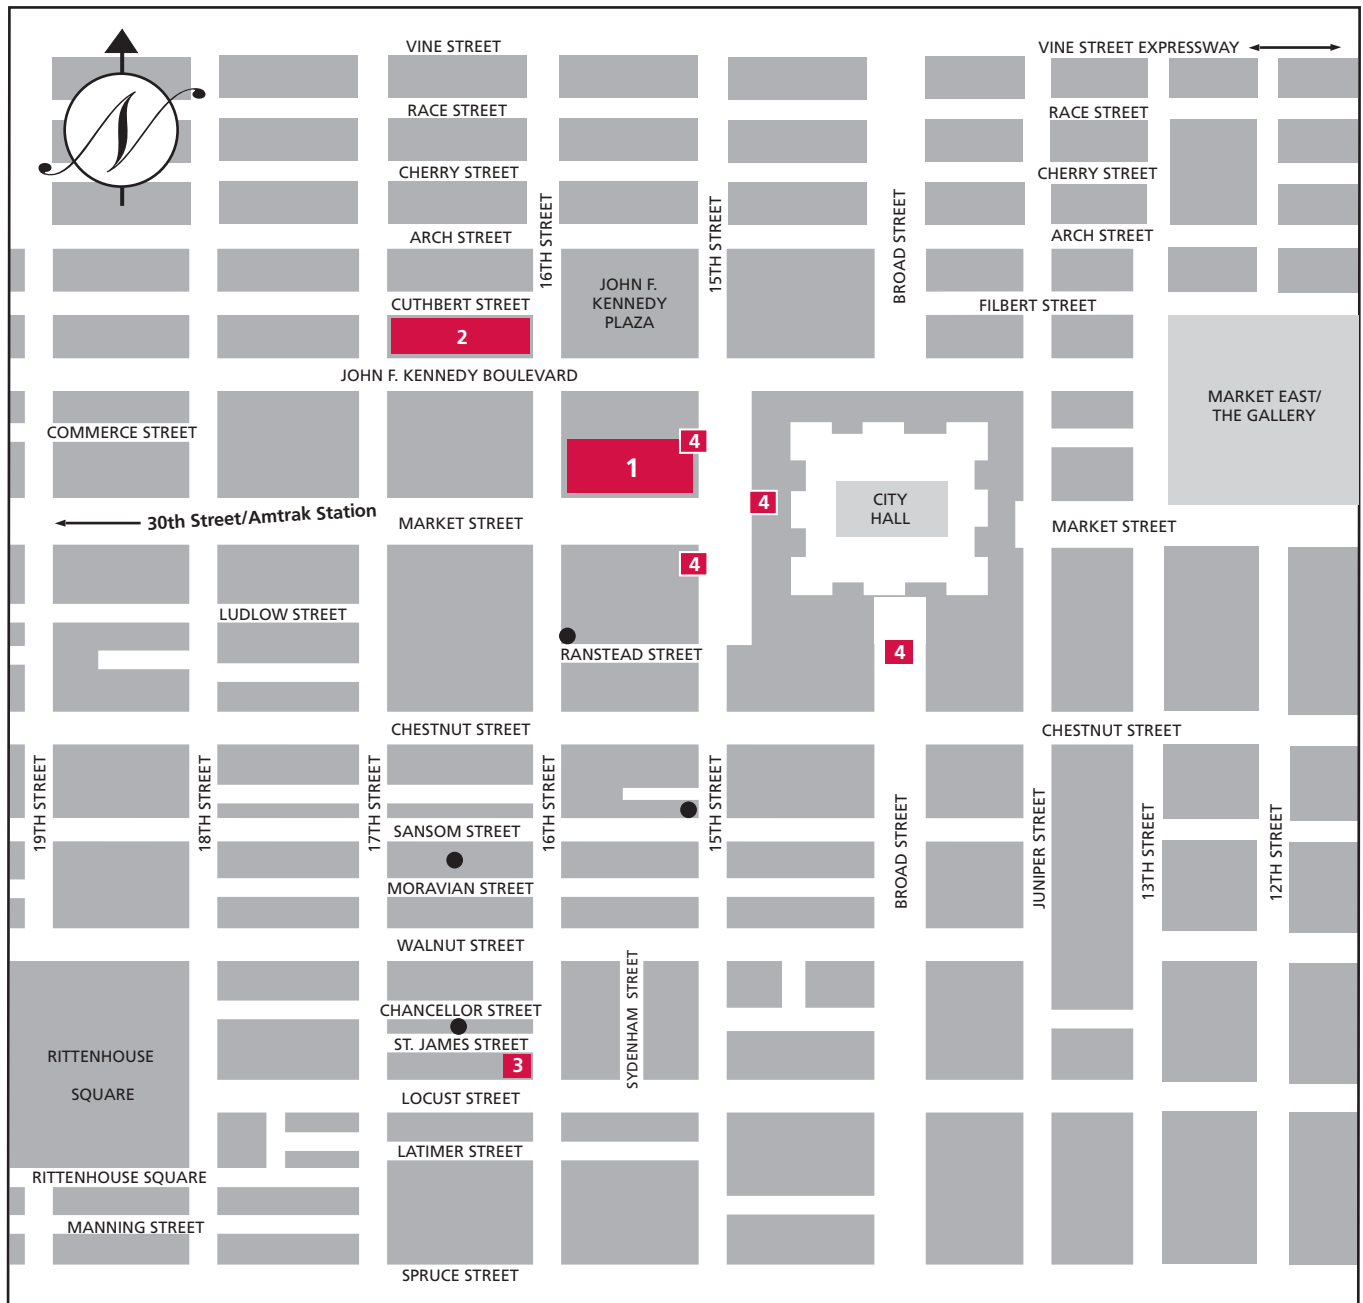 VINE STREET
VINE STREET EXPRESSWAY
N
RACE STREET
RACE STREET
CHERRY STREET
CHERRY STREET
16TH STREET
15TH STREET
BROAD STREET
ARCH STREET
ARCH STREET
JOHN F.
KENNEDY
PLAZA
CUTHBERT STREET
FILBERT STREET
2
JOHN F. KENNEDY BOULEVARD
MARKET EAST/
THE GALLERY
COMMERCE STREET
4
1
4
CITY
HALL
30th Street/Amtrak Station
MARKET STREET
MARKET STREET
4
LUDLOW STREET
RANSTEAD STREET
4
CHESTNUT STREET
CHESTNUT STREET
19TH STREET
18TH STREET
17TH STREET
16TH STREET
15TH STREET
BROAD STREET
JUNIPER STREET
13TH STREET
12TH STREET
SANSOM STREET
MORAVIAN STREET
WALNUT STREET
SYDENHAM STREET
CHANCELLOR STREET
ST. JAMES STREET
3
RITTENHOUSE
SQUARE
LOCUST STREET
LATIMER STREET
RITTENHOUSE SQUARE
MANNING STREET
SPRUCE STREET